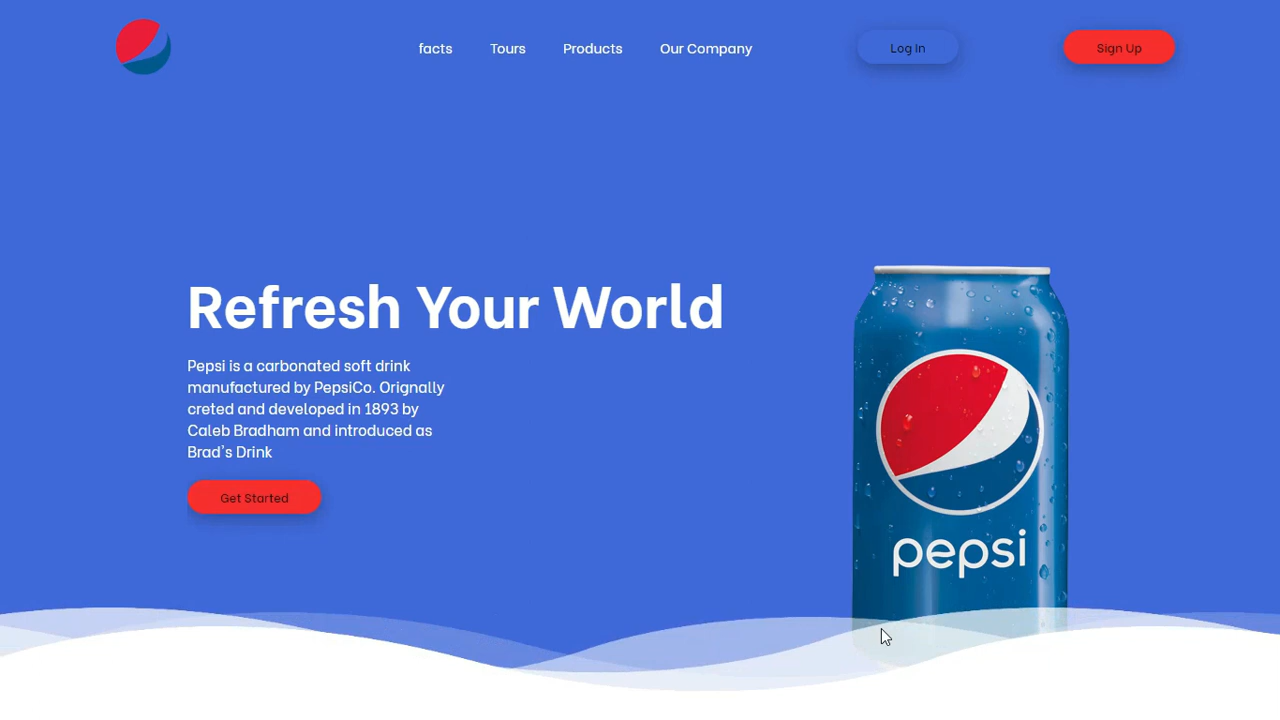 facts Tours Products Our Company Log In Sign Up
Refresh Your World
Pepsi is a carbonated soft drink
manufactured by PepsiCo. Orignally
creted and developed in 1893 by
Caleb Bradham and introduced as
Brad's Drink
Get Started
pepsi